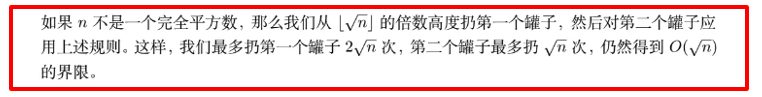 如果 n 不是一个完全平方数，那么我们从 ⌊√n⌋ 的倍数高度扔第一个罐子，然后对第二个罐子应
用上述规则。这样，我们最多扔第一个罐子 2√n 次，第二个罐子最多扔 √n 次，仍然得到 O(√n)
的界限。